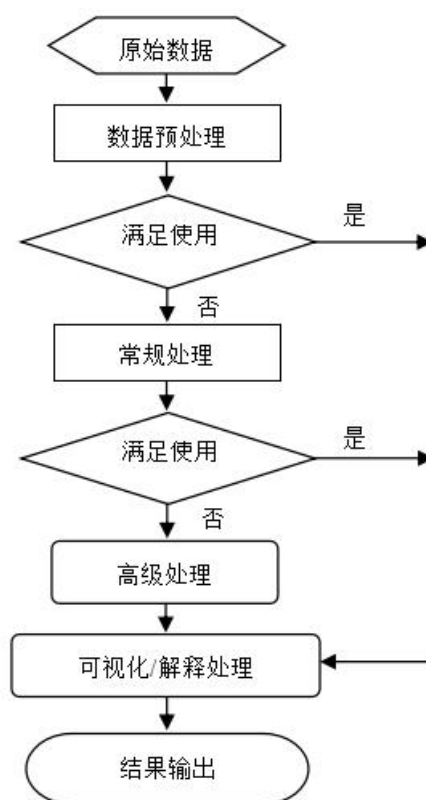 原始数据
数据预处理
满足使用
是
否
常规处理
满足使用
是
否
高级处理
可视化/解释处理
结果输出